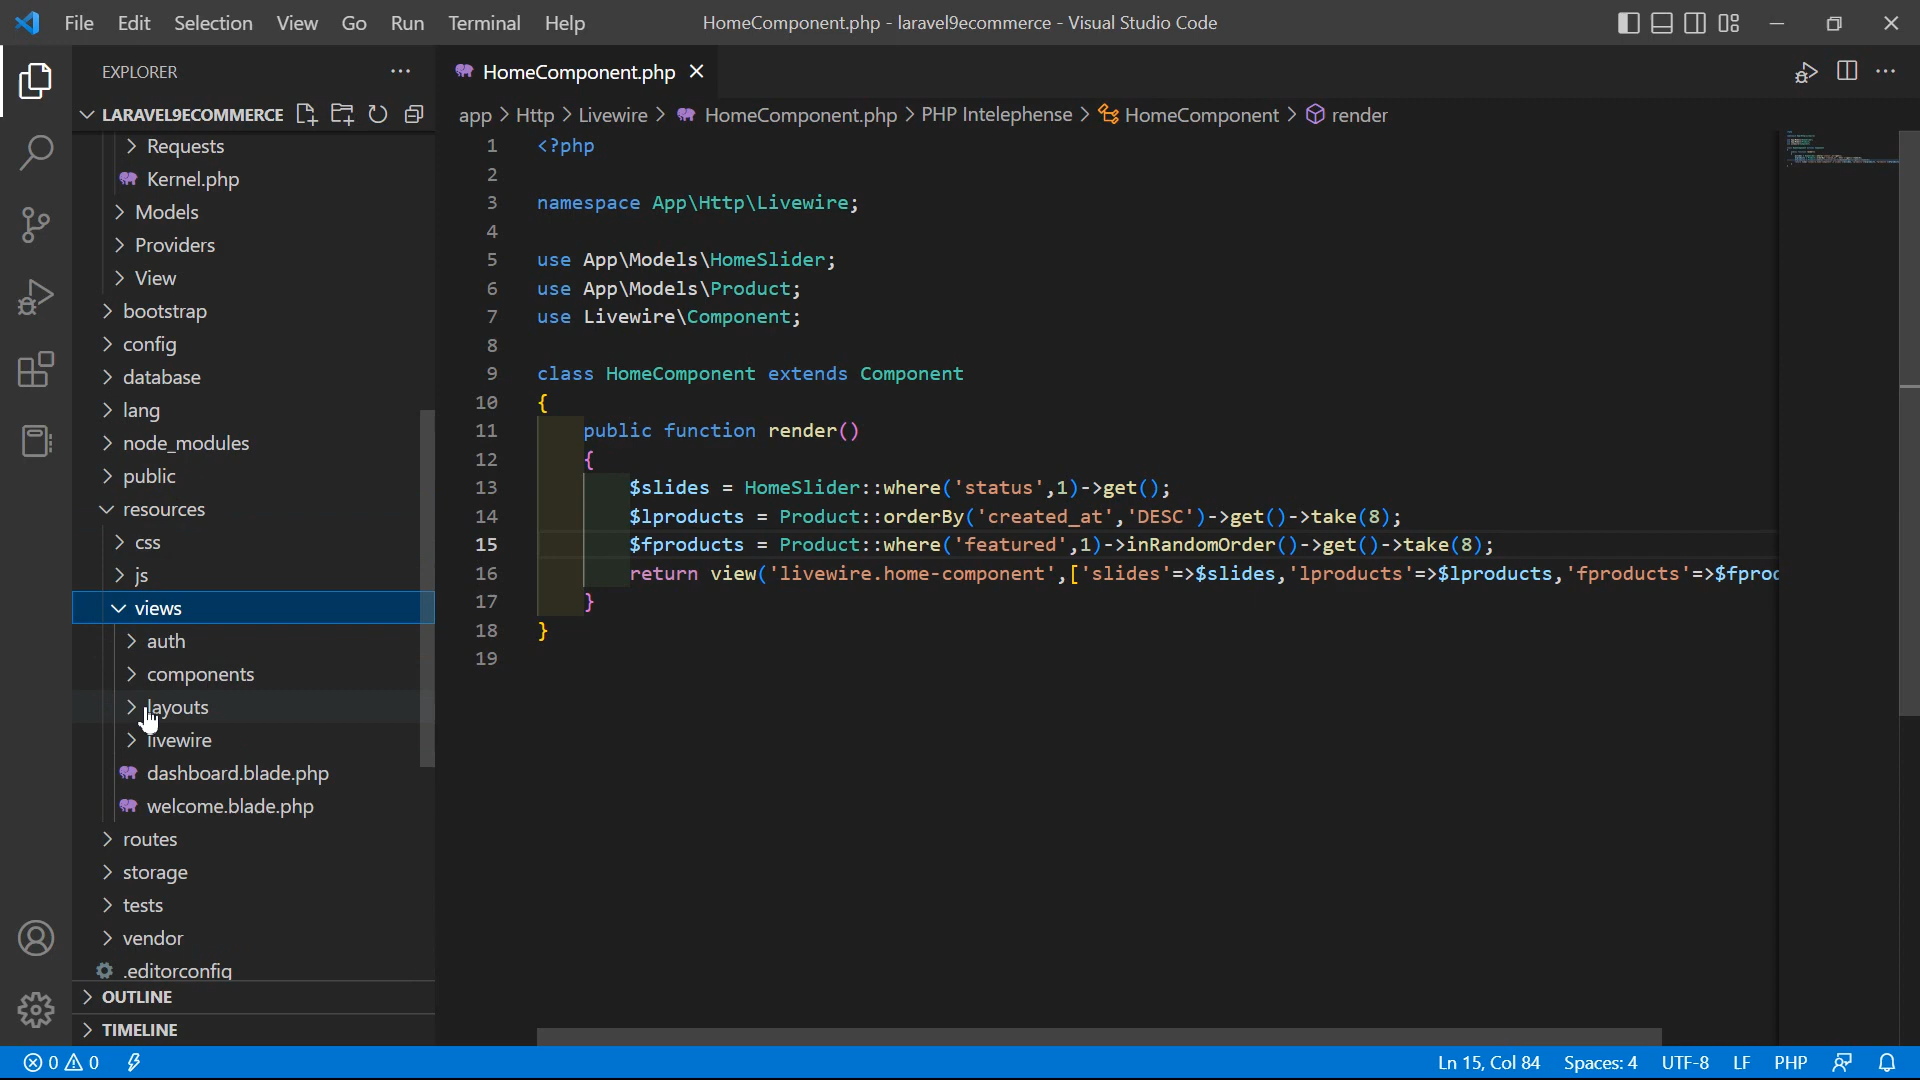 File Edit Selection View Go Run Terminal Help
HomeComponent.php - laravel9ecommerce - Visual Studio Code
EXPLORER
LARAVEL9ECOMMERCE
Requests
Kernel.php
Models
Providers
View
bootstrap
config
database
lang
node_modules
public
resources
css
js
views
auth
components
layouts
livewire
dashboard.blade.php
welcome.blade.php
routes
storage
tests
vendor
.editorconfig
OUTLINE
TIMELINE
HomeComponent.php
app > Http > Livewire > HomeComponent.php > PHP Intelephense > HomeComponent > render
1 <?php
2
3 namespace App\Http\Livewire;
4
5 use App\Models\HomeSlider;
6 use App\Models\Product;
7 use Livewire\Component;
8
9 class HomeComponent extends Component
10 {
11 public function render()
12 {
13 $slides = HomeSlider::where('status',1)->get();
14 $lproducts = Product::orderBy('created_at','DESC')->get()->take(8);
15 $fproducts = Product::where('featured',1)->inRandomOrder()->get()->take(8);
16 return view('livewire.home-component',['slides'=>$slides,'lproducts'=>$lproducts,'fproducts'=>$fproc
17 }
18 }
19
0 0
Ln 15, Col 84 Spaces: 4 UTF-8 LF PHP